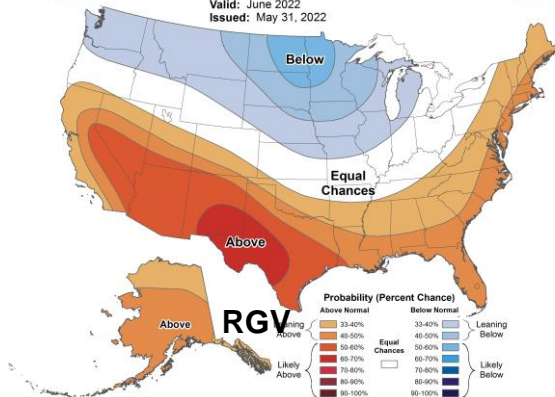 Valid: June 2022
Issued: May 31, 2022
Below
Equal
Chances
Above
Above
RGV
Probability (Percent Chance)
Above Normal
Below Normal
Leaning
Above
33-40%
40-50%
Likely
Above
50-60%
60-70%
70-80%
80-90%
90-100%
Equal
Chances
33-40%
40-50%
Leaning
Below
50-60%
60-70%
70-80%
80-90%
90-100%
Likely
Below